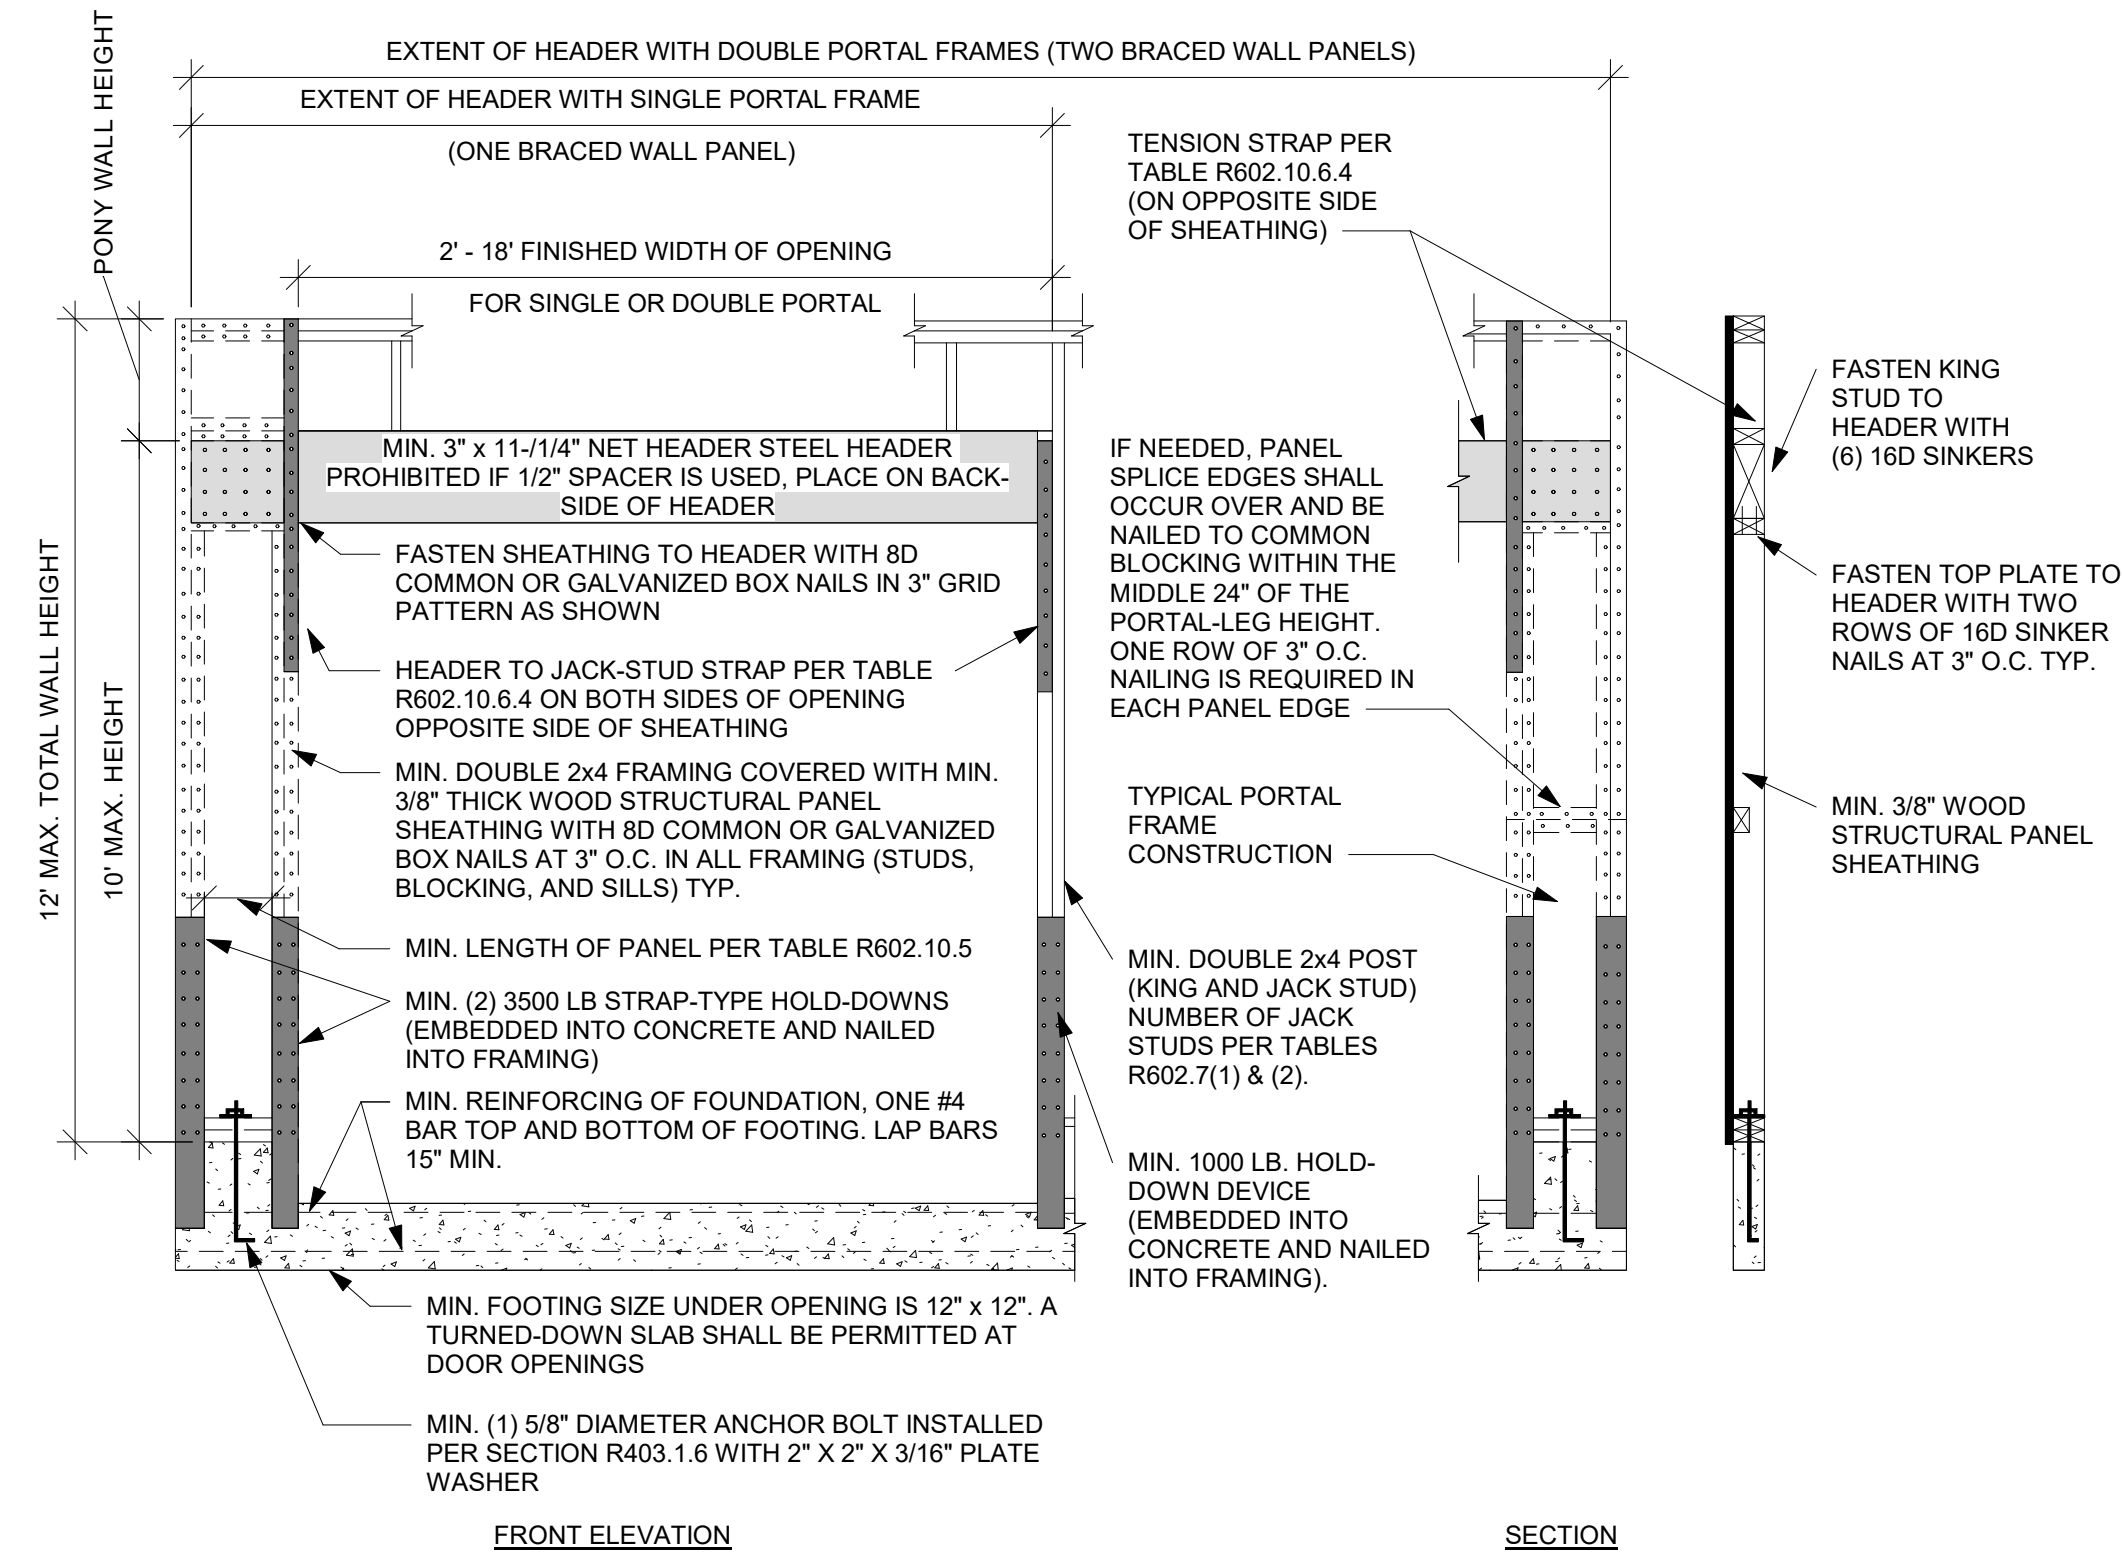 EXTENT OF HEADER WITH DOUBLE PORTAL FRAMES (TWO BRACED WALL PANELS)
EXTENT OF HEADER WITH SINGLE PORTAL FRAME
(ONE BRACED WALL PANEL)
PONY WALL HEIGHT
2' - 18' FINISHED WIDTH OF OPENING
FOR SINGLE OR DOUBLE PORTAL
TENSION STRAP PER
TABLE R602.10.6.4
(ON OPPOSITE SIDE
OF SHEATHING)
12' MAX. TOTAL WALL HEIGHT
10' MAX. HEIGHT
MIN. 3" x 11-/1/4" NET HEADER STEEL HEADER
PROHIBITED IF 1/2" SPACER IS USED, PLACE ON BACK-
SIDE OF HEADER
FASTEN SHEATHING TO HEADER WITH 8D
COMMON OR GALVANIZED BOX NAILS IN 3" GRID
PATTERN AS SHOWN
HEADER TO JACK-STUD STRAP PER TABLE
R602.10.6.4 ON BOTH SIDES OF OPENING
OPPOSITE SIDE OF SHEATHING
MIN. DOUBLE 2x4 FRAMING COVERED WITH MIN.
3/8" THICK WOOD STRUCTURAL PANEL
SHEATHING WITH 8D COMMON OR GALVANIZED
BOX NAILS AT 3" O.C. IN ALL FRAMING (STUDS,
BLOCKING, AND SILLS) TYP.
MIN. LENGTH OF PANEL PER TABLE R602.10.5
MIN. (2) 3500 LB STRAP-TYPE HOLD-DOWNS
(EMBEDDED INTO CONCRETE AND NAILED
INTO FRAMING)
MIN. REINFORCING OF FOUNDATION, ONE #4
BAR TOP AND BOTTOM OF FOOTING. LAP BARS
15" MIN.
MIN. FOOTING SIZE UNDER OPENING IS 12" x 12". A
TURNED-DOWN SLAB SHALL BE PERMITTED AT
DOOR OPENINGS
MIN. (1) 5/8" DIAMETER ANCHOR BOLT INSTALLED
PER SECTION R403.1.6 WITH 2" X 2" X 3/16" PLATE
WASHER
IF NEEDED, PANEL
SPLICE EDGES SHALL
OCCUR OVER AND BE
NAILED TO COMMON
BLOCKING WITHIN THE
MIDDLE 24" OF THE
PORTAL-LEG HEIGHT.
ONE ROW OF 3" O.C.
NAILING IS REQUIRED IN
EACH PANEL EDGE
TYPICAL PORTAL
FRAME
CONSTRUCTION
MIN. DOUBLE 2x4 POST
(KING AND JACK STUD)
NUMBER OF JACK
STUDS PER TABLES
R602.7(1) & (2).
MIN. 1000 LB. HOLD-
DOWN DEVICE
(EMBEDDED INTO
CONCRETE AND NAILED
INTO FRAMING).
FASTEN KING
STUD TO
HEADER WITH
(6) 16D SINKERS
FASTEN TOP PLATE TO
HEADER WITH TWO
ROWS OF 16D SINKER
NAILS AT 3" O.C. TYP.
MIN. 3/8" WOOD
STRUCTURAL PANEL
SHEATHING
FRONT ELEVATION
SECTION